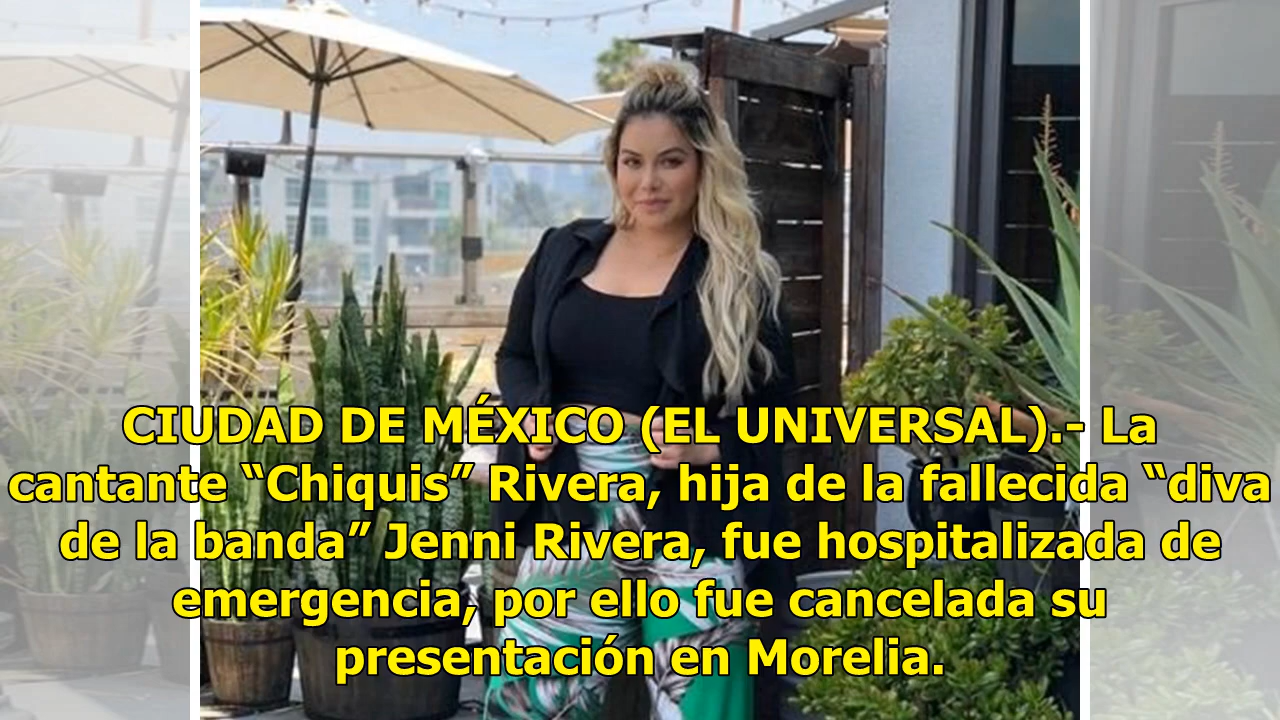 CIUDAD DE MÉXICO (EL UNIVERSAL).- La
cantante “Chiquis” Rivera, hija de la fallecida “diva
de la banda” Jenni Rivera, fue hospitalizada de
emergencia, por ello fue cancelada su
presentación en Morelia.